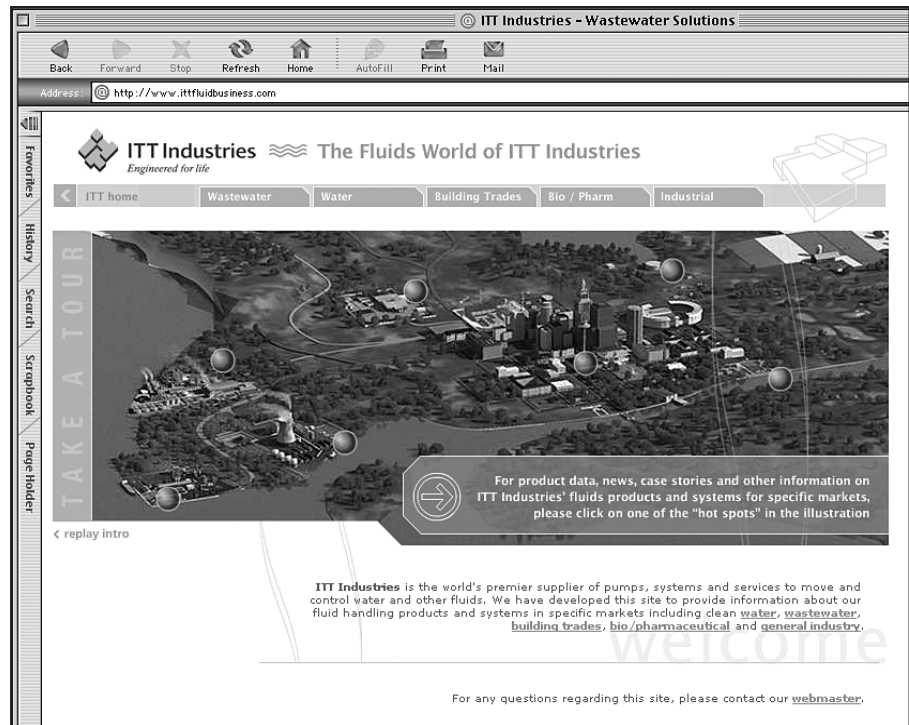 @ ITT Industries - Wastewater Solutions
Back Forward Stop Refresh Home AutoFill Print Mail
Address: @ http://www.ittfluidbusiness.com
Favorites
History
Search
Scrapbook
Page Holder
ITT Industries The Fluids World of ITT Industries
Engineered for life
ITT home Wastewater Water Building Trades Bio / Pharm Industrial
TAKE A TOUR
For product data, news, case stories and other information on
ITT Industries' fluids products and systems for specific markets,
please click on one of the “hot spots” in the illustration
replay intro
ITT Industries is the world's premier supplier of pumps, systems and services to move and
control water and other fluids. We have developed this site to provide information about our
fluid handling products and systems in specific markets including clean water, wastewater,
building trades, bio/pharmaceutical and general industry.
welcome
For any questions regarding this site, please contact our webmaster.